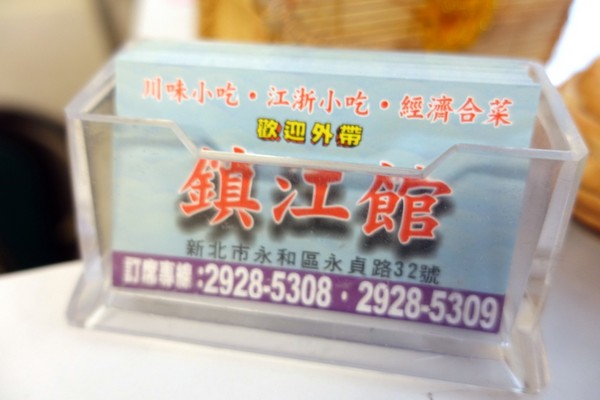 川味小吃・江浙小吃・經濟合菜
歡迎外帶
鎮江館
新北市永和區永貞路32號
訂席專線:2928-5308・2928-5309